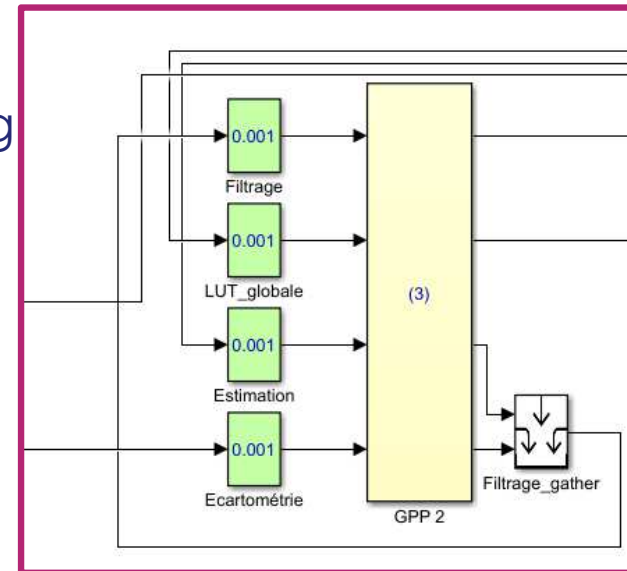 g
0.001
Filtrage
0.001
LUT_globale
(3)
0.001
Estimation
0.001
Ecartométrie
Filtrage_gather
GPP 2